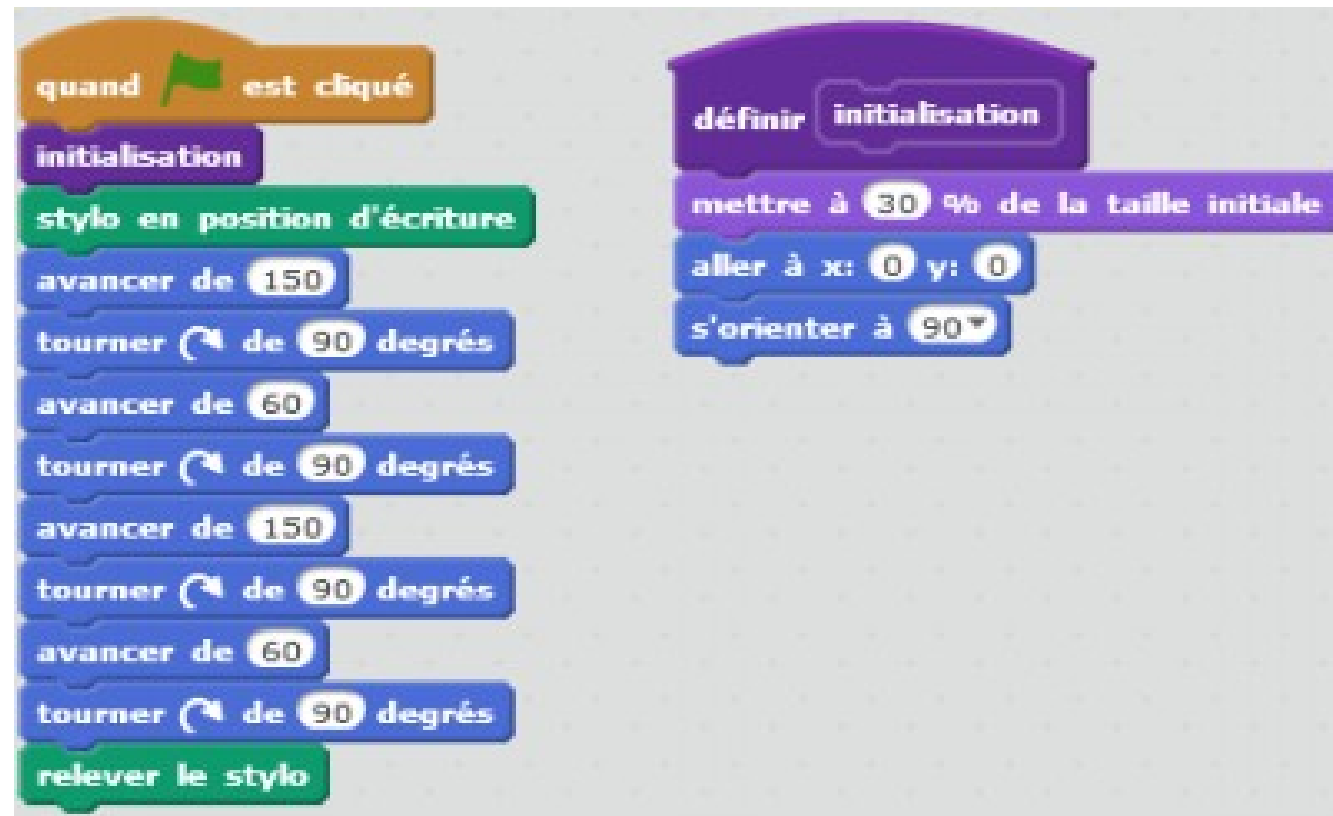 quand est cliqué
initialisation
stylo en position d'écriture
avancer de 150
tourner de 90 degrés
avancer de 60
tourner de 90 degrés
avancer de 150
tourner de 90 degrés
avancer de 60
tourner de 90 degrés
relever le stylo
définir initialisation
mettre à 30 % de la taille initiale
aller à x: 0 y: 0
s'orienter à 90